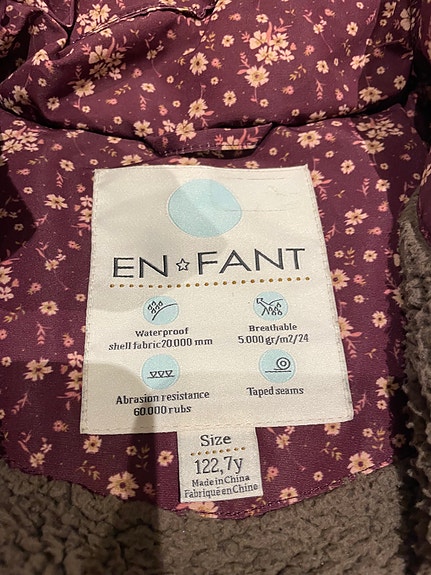 EN☆FANT
Waterproof
shell fabric 20.000 mm
Breathable
5.000 gr/m2/24
Abrasion resistance
60.000 rubs
Taped seams
Size
122,7y
Made in China
Fabriqué en Chine